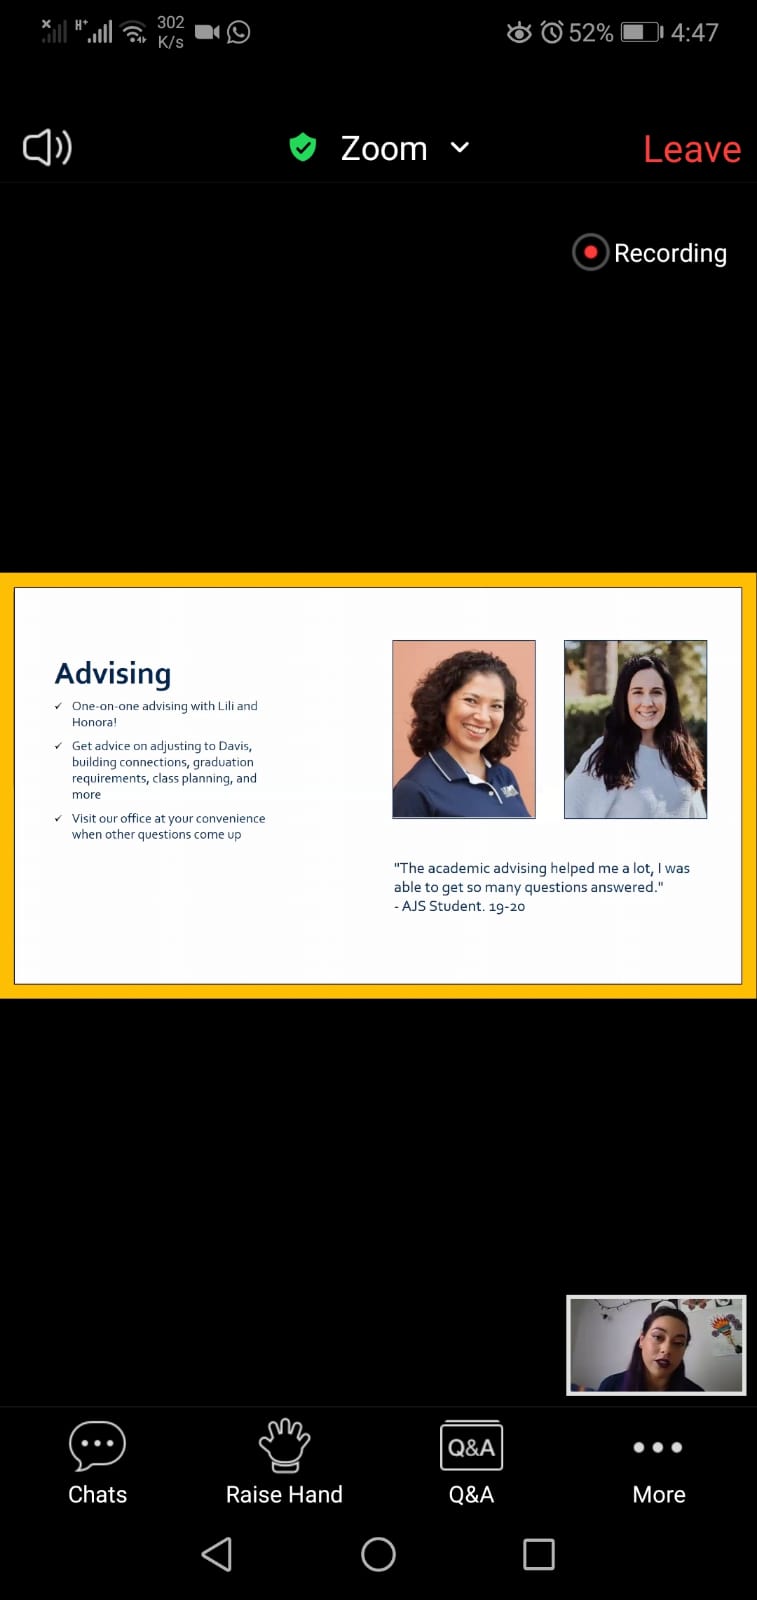 302
K/s
52%
4:47
Zoom
Leave
Recording
Advising
✓ One-on-one advising with Lili and
Honora!
✓ Get advice on adjusting to Davis,
building connections, graduation
requirements, class planning, and
more
✓ Visit our office at your convenience
when other questions come up
"The academic advising helped me a lot, I was
able to get so many questions answered."
- AJS Student. 19-20
Chats
Raise Hand
Q&A
Q&A
More